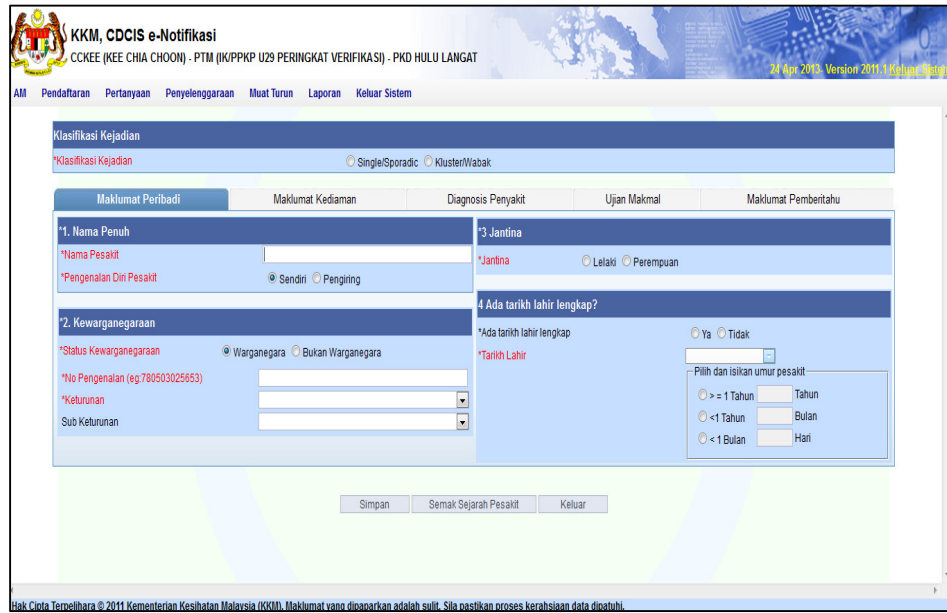 KKM, CDCIS e-Notifikasi
CCKEE (KEE CHIA CHOON) - PTM (IK/PPKP U29 PERINGKAT VERIFIKASI) - PKD HULU LANGAT
24 Apr 2013- Version 2011.1 Keluar Sistem
AM Pendaftaran Pertanyaan Penyelenggaraan Muat Turun Laporan Keluar Sistem
Klasifikasi Kejadian
*Klasifikasi Kejadian Single/Sporadic Kluster/Wabak
Maklumat Peribadi Maklumat Kediaman Diagnosis Penyakit Ujian Makmal Maklumat Pemberitahu
*1. Nama Penuh
*Nama Pesakit
*Pengenalan Diri Pesakit Sendiri Pengiring
*2. Kewarganegaraan
*Status Kewarganegaraan Warganegara Bukan Warganegara
*No Pengenalan (eg:780503025653)
*Keturunan
Sub Keturunan
*3 Jantina
*Jantina Lelaki Perempuan
4 Ada tarikh lahir lengkap?
*Ada tarikh lahir lengkap Ya Tidak
*Tarikh Lahir
Pilih dan isikan umur pesakit
> = 1 Tahun Tahun
<1 Tahun Bulan
< 1 Bulan Hari
Simpan Semak Sejarah Pesakit Keluar
Hak Cipta Terpelihara © 2011 Kementerian Kesihatan Malaysia (KKM). Maklumat yang dipaparkan adalah sulit. Sila pastikan proses kerahsiaan data dipatuhi.